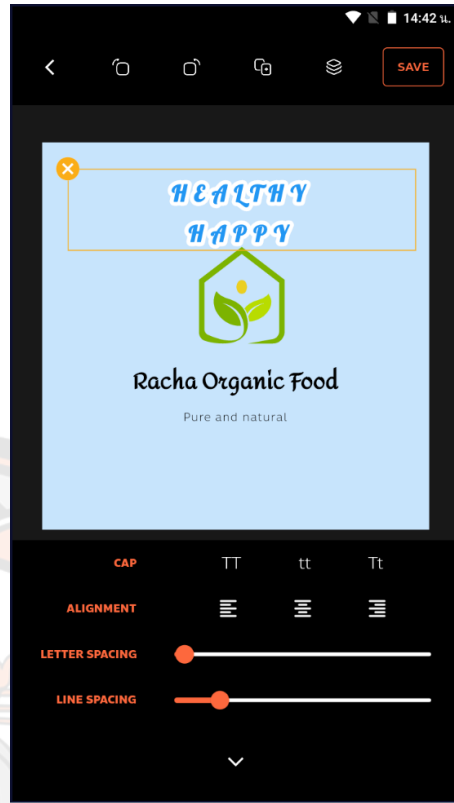 14:42 น.
SAVE
HEALTHY
HAPPY
Racha Organic Food
Pure and natural
CAP TT tt Tt
ALIGNMENT
LETTER SPACING
LINE SPACING